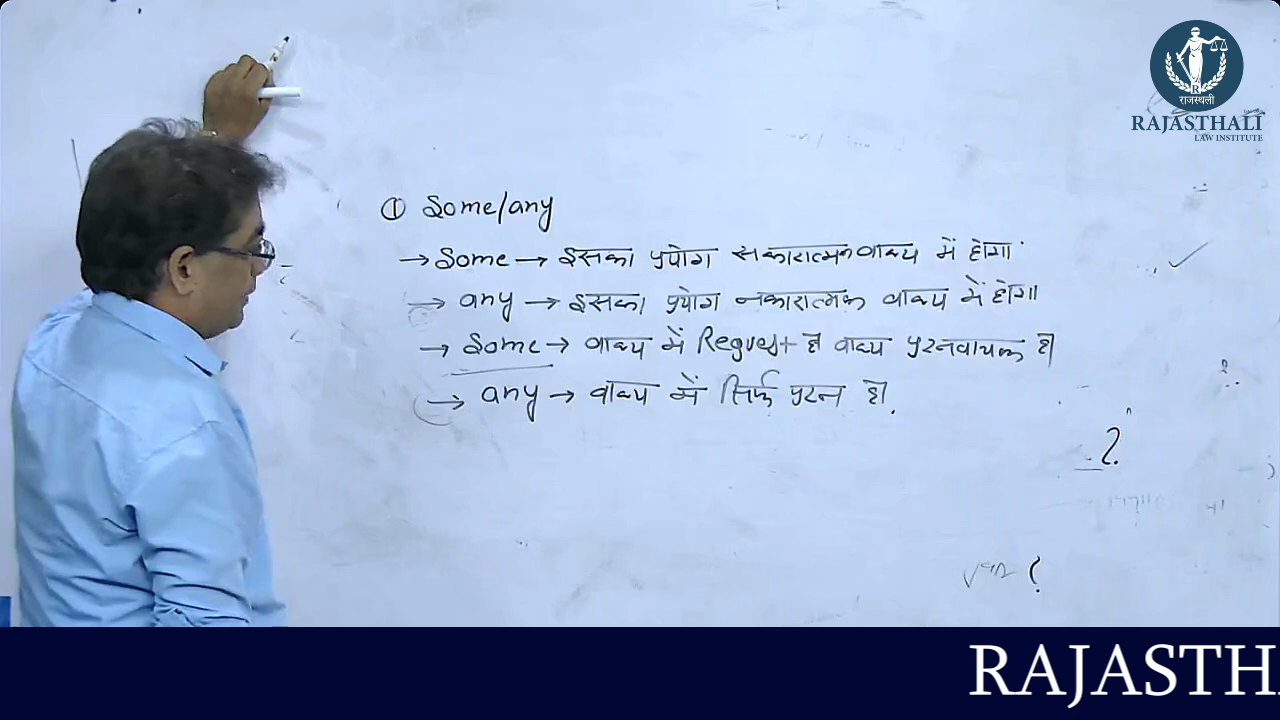 राजस्थली
RAJASTHALI
LAW INSTITUTE
① Some/any
→ Some → इसका प्रयोग सकारात्मक वाक्य में होगा
→ any → इसका प्रयोग नकारात्मक वाक्य में होगा
→ Some → वाक्य में Request हो वाक्य प्रश्नवाचक हो
→ any → वाक्य में सिर्फ प्रश्न हो.
?
RAJASTH